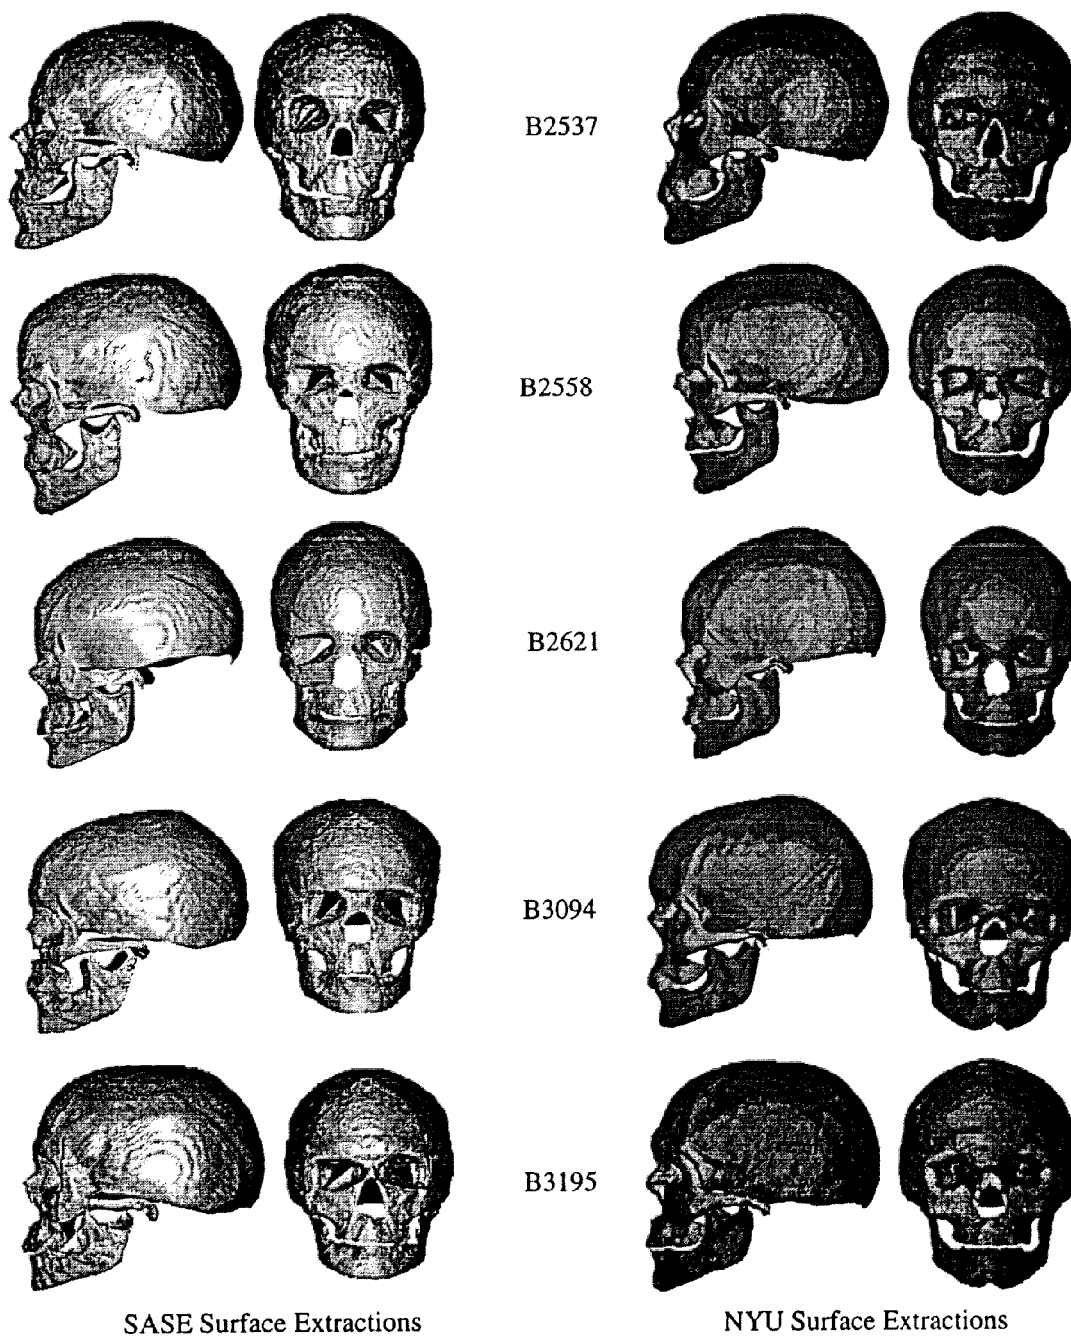 B2537
B2558
B2621
B3094
B3195
SASE Surface Extractions
NYU Surface Extractions